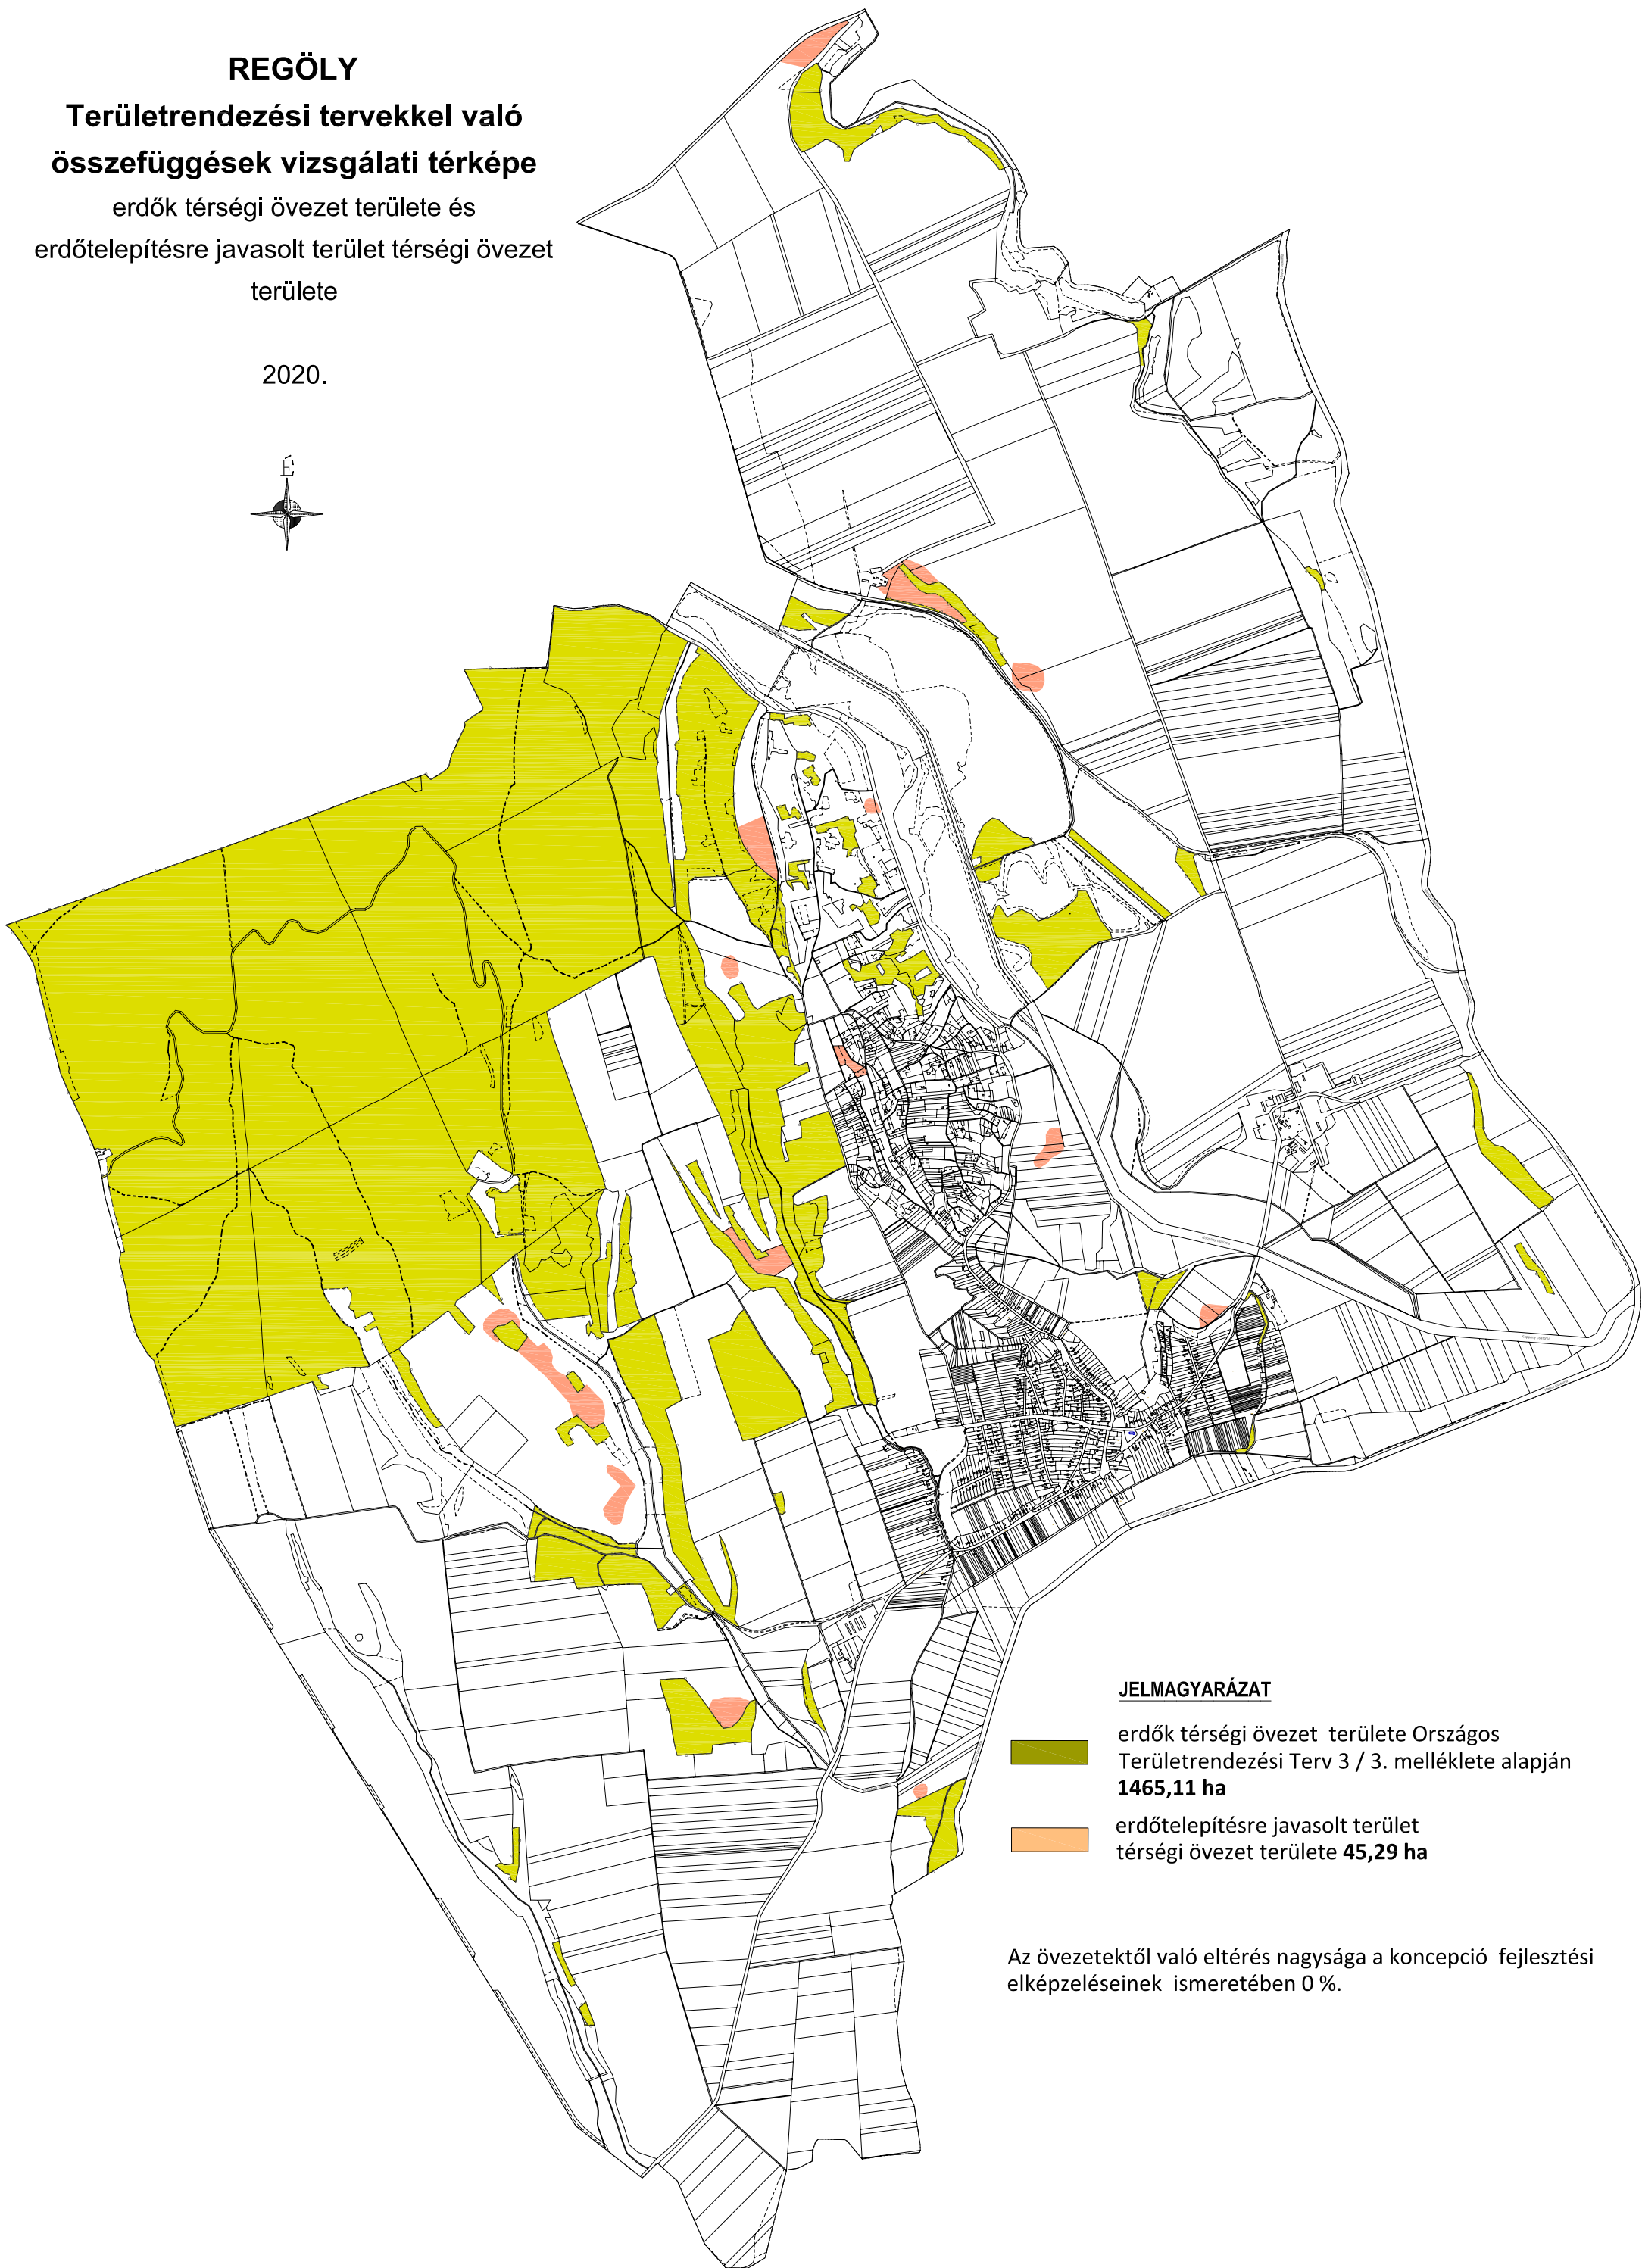 REGÖLY
Területrendezési tervekkel való
összefüggések vizsgálati térképe
erdők térségi övezet területe és
erdőtelepítésre javasolt terület térségi övezet
területe
2020.
É
JELMAGYARÁZAT
erdők térségi övezet területe Országos
Területrendezési Terv 3 / 3. melléklete alapján
1465,11 ha
erdőtelepítésre javasolt terület
térségi övezet területe 45,29 ha
Az övezetektől való eltérés nagysága a koncepció fejlesztési
elképzeléseinek ismeretében 0 %.